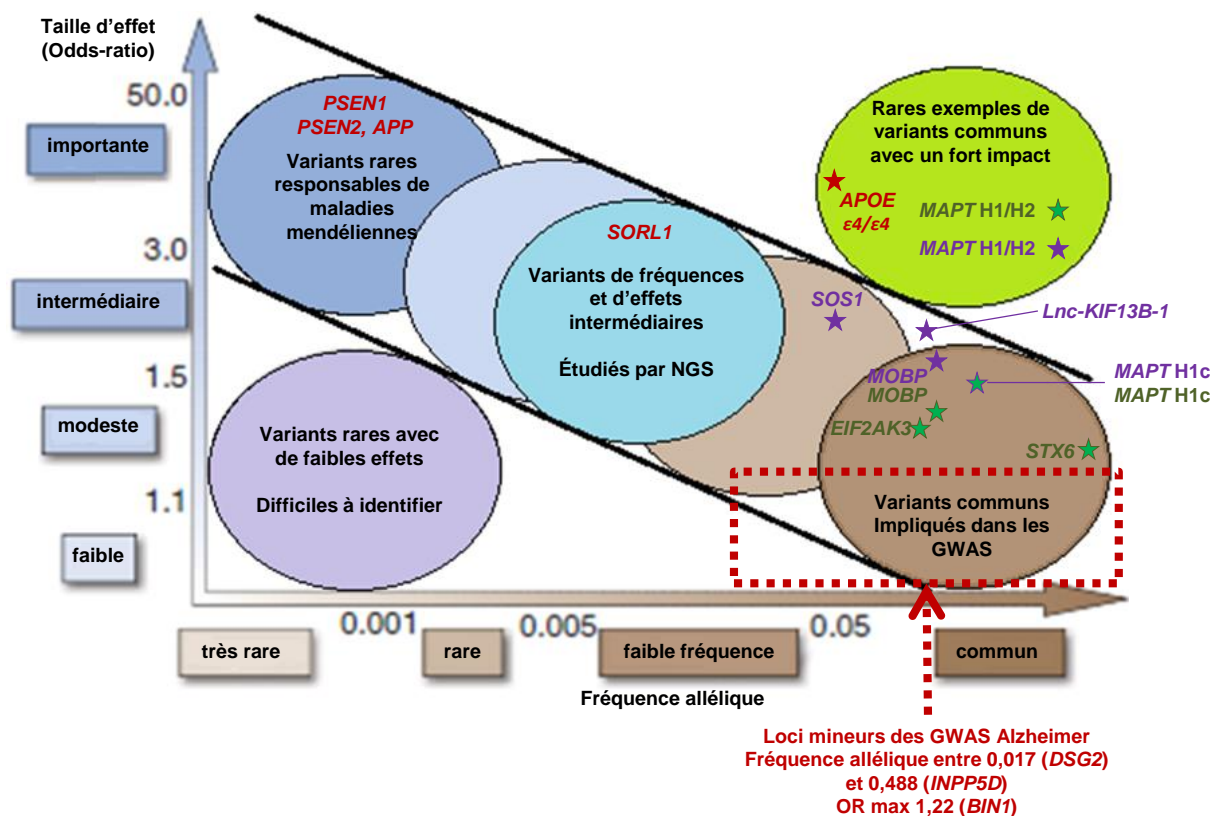 Taille d'effet
(Odds-ratio)
50.0
importante
3.0
intermédiaire
1.5
modeste
1.1
faible
PSEN1
PSEN2, APP
Variants rares
responsables de
maladies
mendéliennes
SORL1
Variants de fréquences
et d'effets
intermédiaires
Étudiés par NGS
Rares exemples de
variants communs
avec un fort impact
APOE
ε4/ε4
MAPT H1/H2
MAPT H1/H2
SOS1
Lnc-KIF13B-1
MOBP
MOBP
MAPT H1c
MAPT H1c
EIF2AK3
STX6
Variants rares avec
de faibles effets
Difficiles à identifier
Variants communs
Impliqués dans les
GWAS
0.001
0.005
0.05
très rare
rare
faible fréquence
commun
Fréquence allélique
Loci mineurs des GWAS Alzheimer
Fréquence allélique entre 0,017 (DSG2)
et 0,488 (INPP5D)
OR max 1,22 (BIN1)